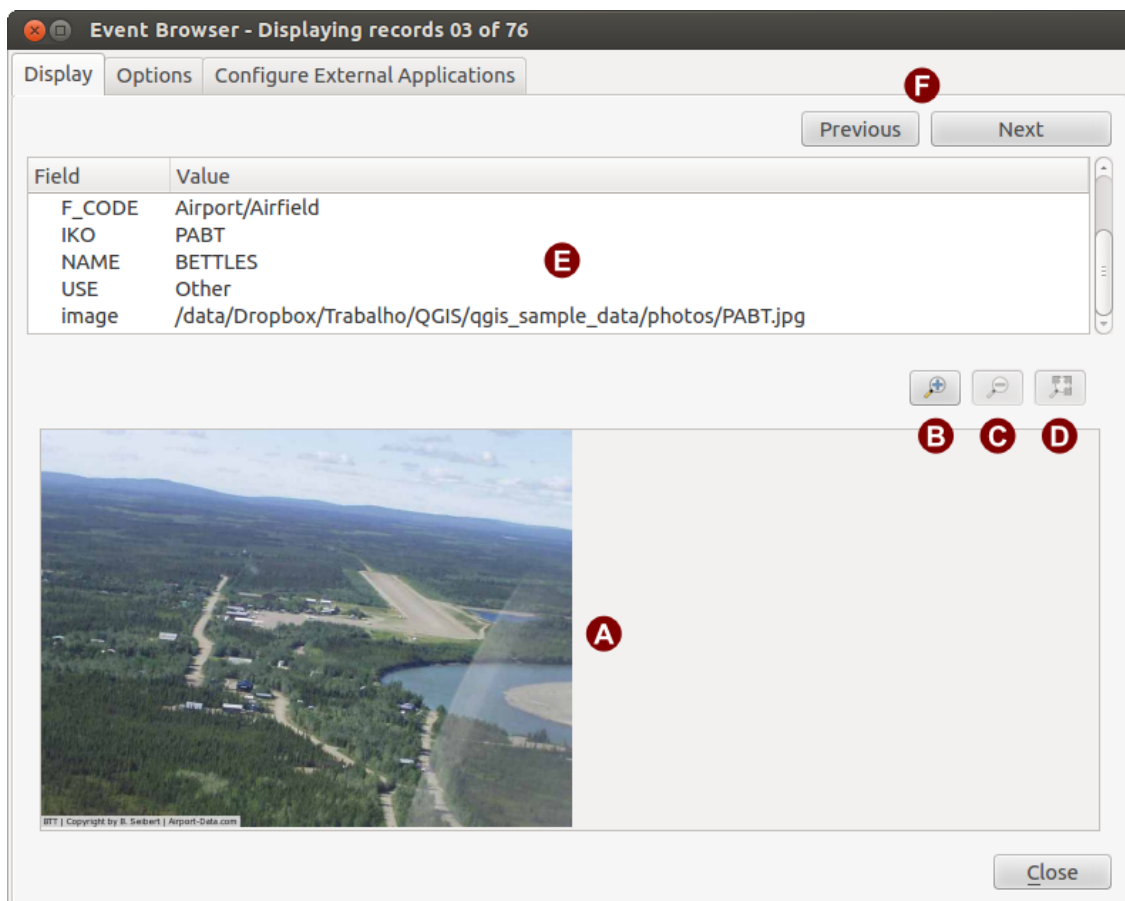 Event Browser - Displaying records 03 of 76
Display Options Configure External Applications
F
Previous Next
Field Value
F_CODE Airport/Airfield
IKO PABT
NAME BETTLES
E
USE Other
image /data/Dropbox/Trabalho/QGIS/qgis_sample_data/photos/PABT.jpg
B C D
A
BTT | Copyright by B. Seibert | Airport-Data.com
Close